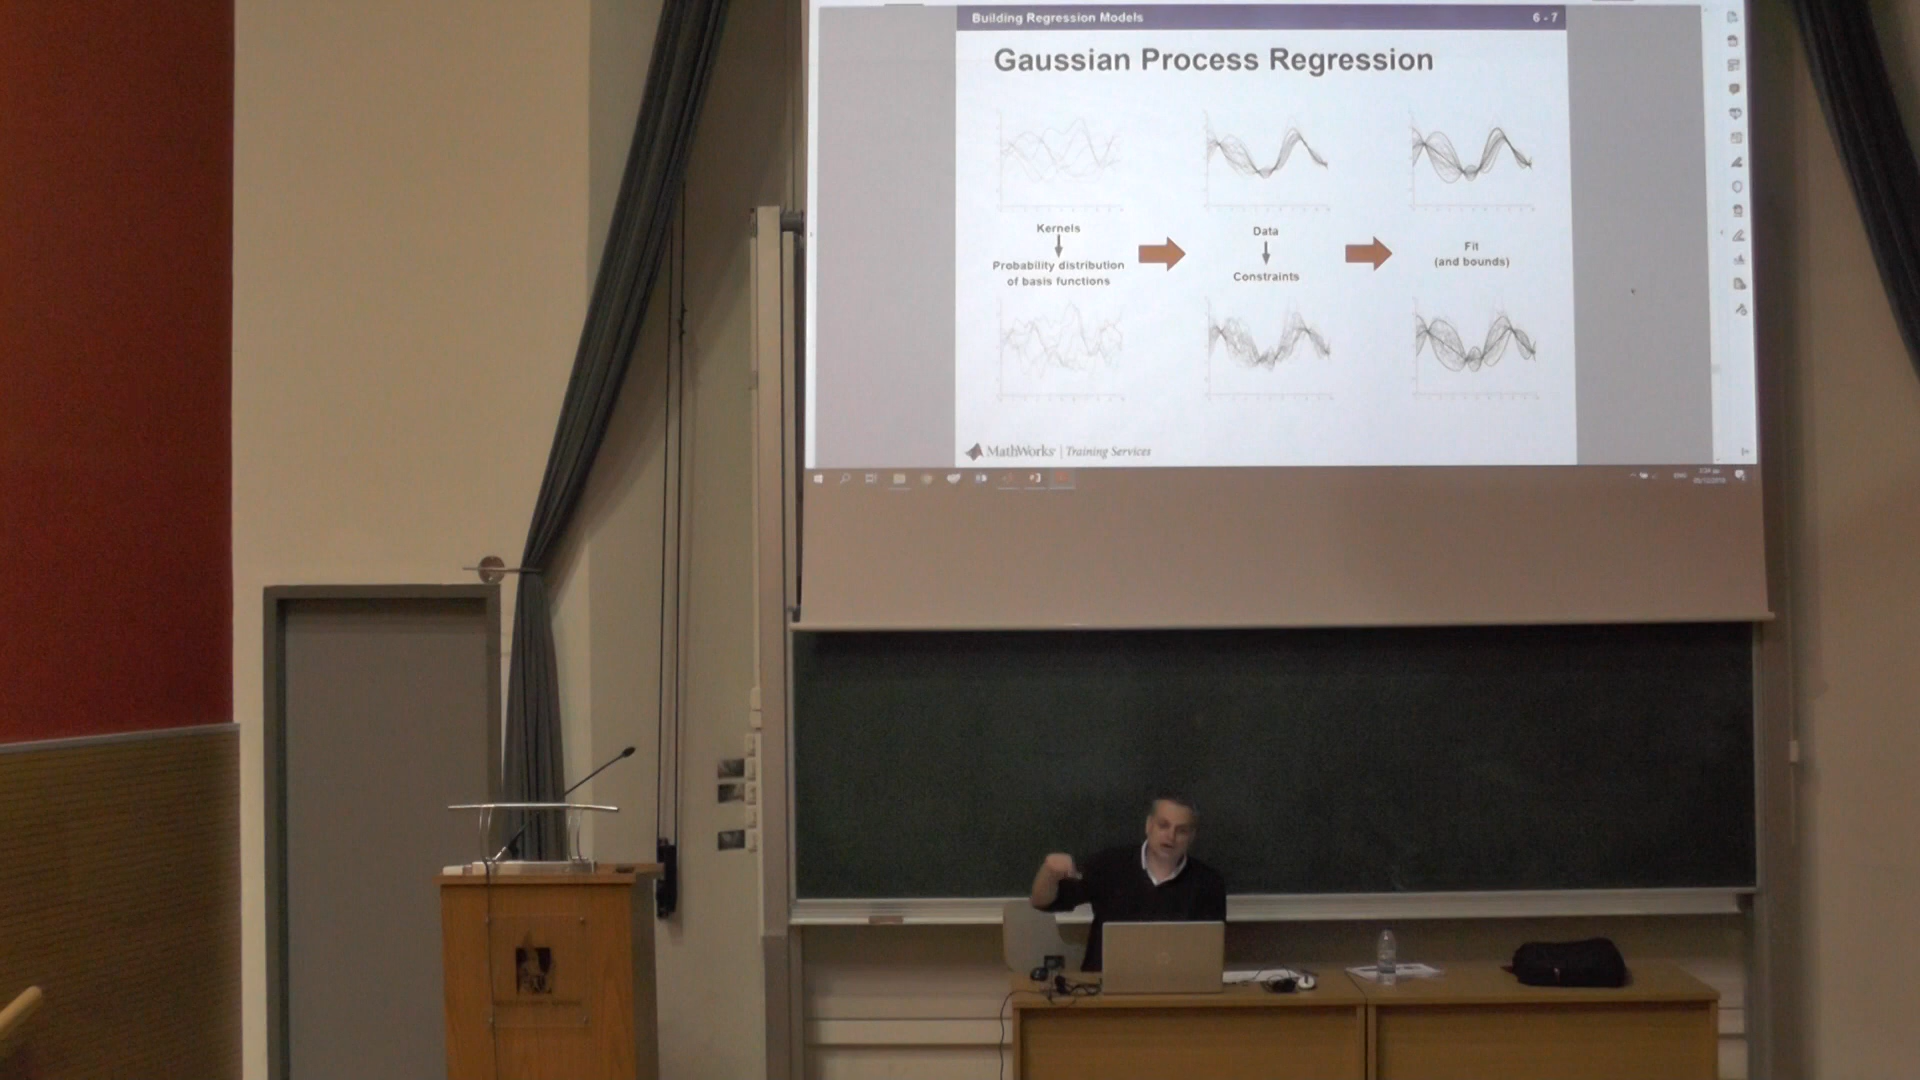 Building Regression Models
6 - 7
Gaussian Process Regression
Kernels
Probability distribution
of basis functions
Data
Constraints
Fit
(and bounds)
MathWorks | Training Services